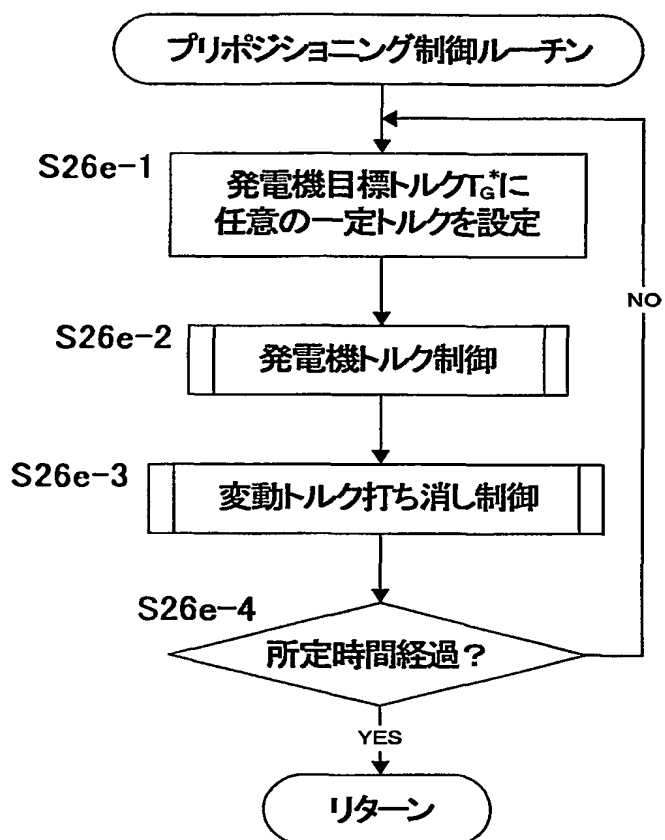 プリポジショニング制御ルーチン
S26e-1
発電機目標トルクTG*に
任意の一定トルクを設定
NO
S26e-2
発電機トルク制御
S26e-3
変動トルク打ち消し制御
S26e-4
所定時間経過？
YES
リターン